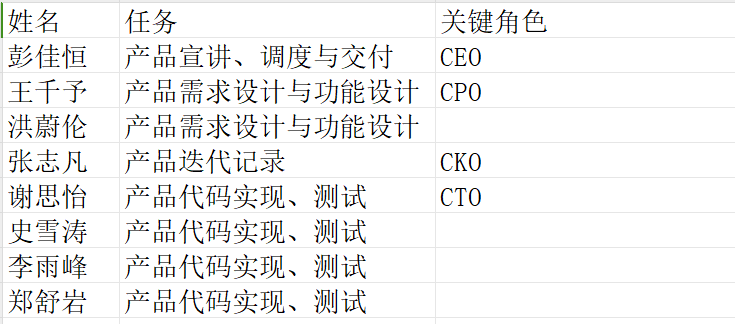 姓名 任务 关键角色
彭佳恒 产品宣讲、调度与交付 CEO
王千予 产品需求设计与功能设计 CPO
洪蔚伦 产品需求设计与功能设计
张志凡 产品迭代记录 CKO
谢思怡 产品代码实现、测试 CTO
史雪涛 产品代码实现、测试
李雨峰 产品代码实现、测试
郑舒岩 产品代码实现、测试